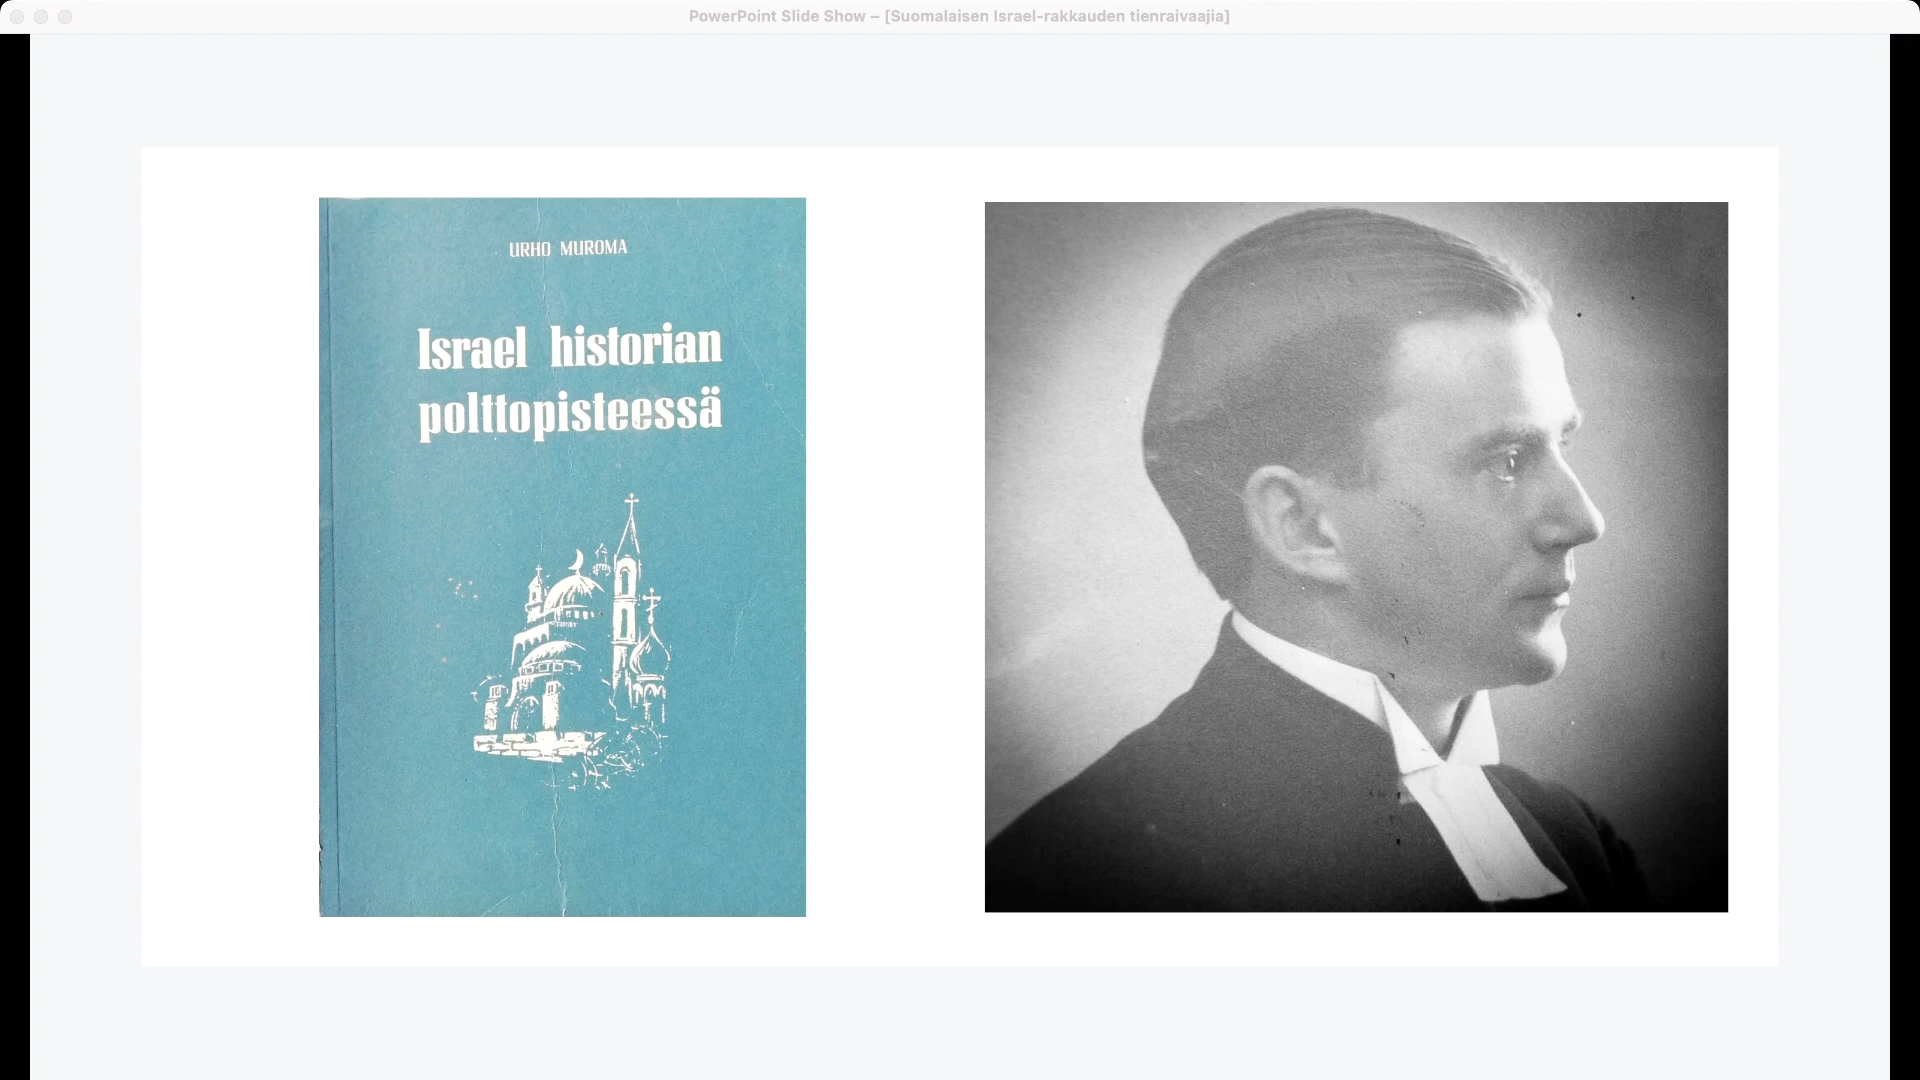 PowerPoint Slide Show – [Suomalaisen Israel-rakkauden tienraivaajia]
URHO MUROMA
Israel historian
polttopisteessä